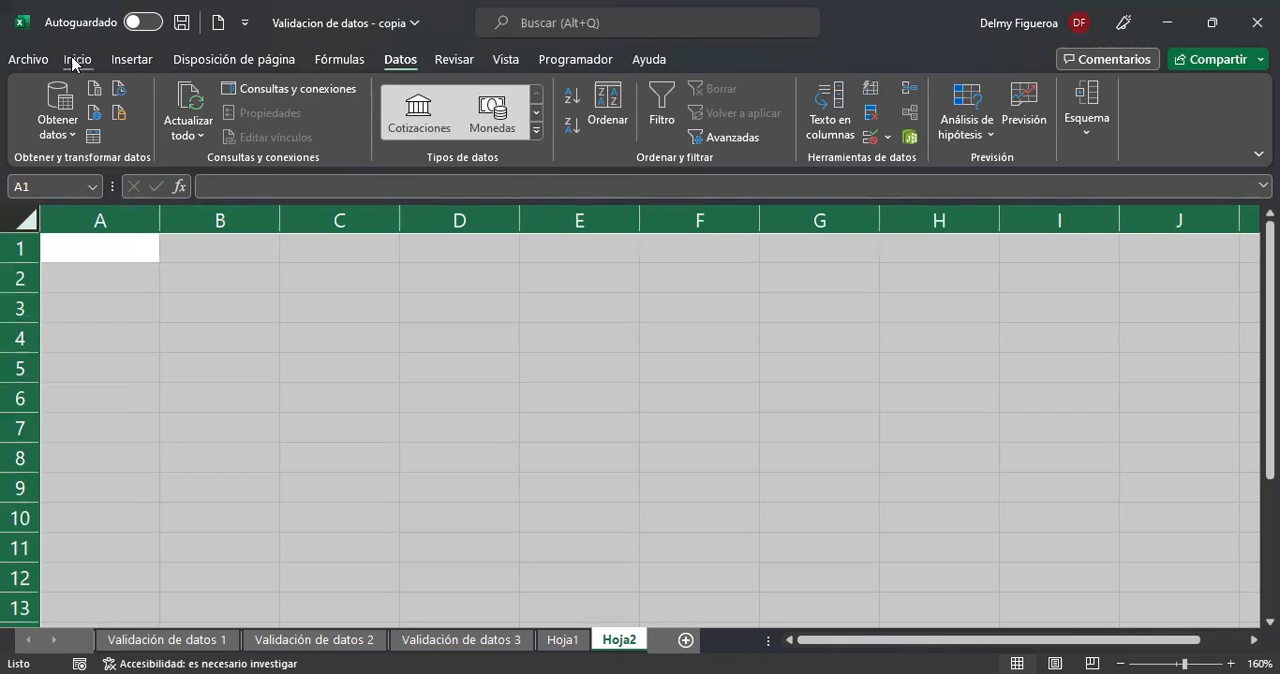 Autoguardado
Validacion de datos - copia
Buscar (Alt+Q)
Delmy Figueroa
DF
Archivo Inicio Insertar Disposición de página Fórmulas Datos Revisar Vista Programador Ayuda
Comentarios
Compartir
Obtener datos
Obtener y transformar datos
Actualizar todo
Consultas y conexiones
Propiedades
Editar vínculos
Consultas y conexiones
Cotizaciones
Monedas
Tipos de datos
Ordenar
Filtro
Borrar
Volver a aplicar
Avanzadas
Ordenar y filtrar
Texto en columnas
Herramientas de datos
Análisis de hipótesis
Previsión
Previsión
Esquema
A1
fx
A B C D E F G H I J
1
2
3
4
5
6
7
8
9
10
11
12
13
Validación de datos 1 Validación de datos 2 Validación de datos 3 Hoja1 Hoja2
Listo
Accesibilidad: es necesario investigar
160%